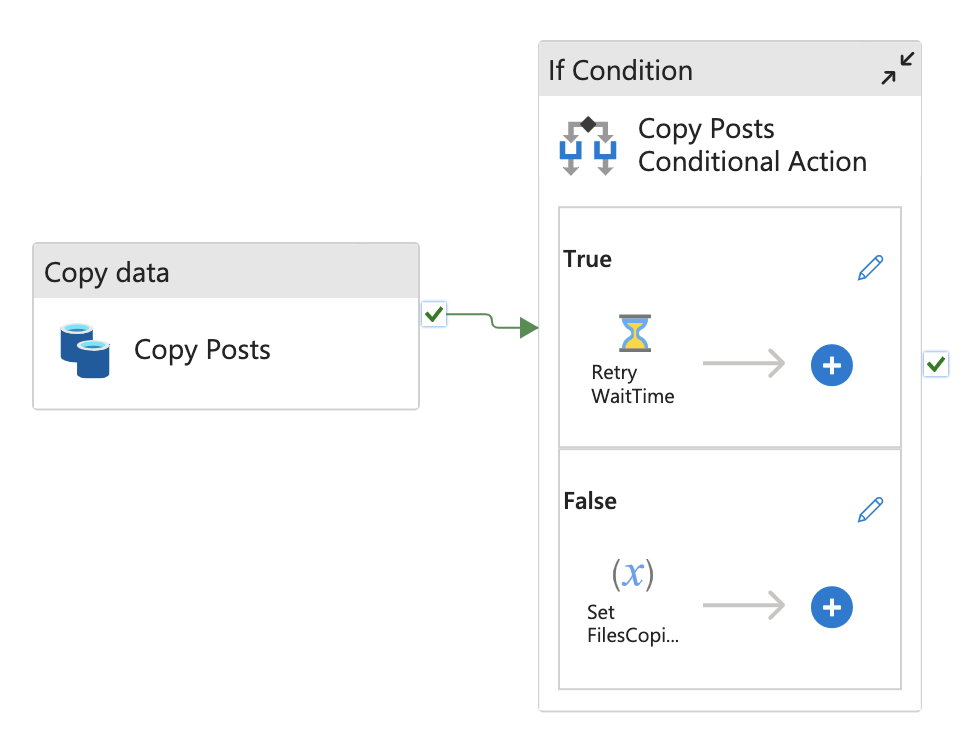 If Condition
Copy Posts
Conditional Action
Copy data
Copy Posts
True
Retry
WaitTime
False
(x)
Set
FilesCopi...